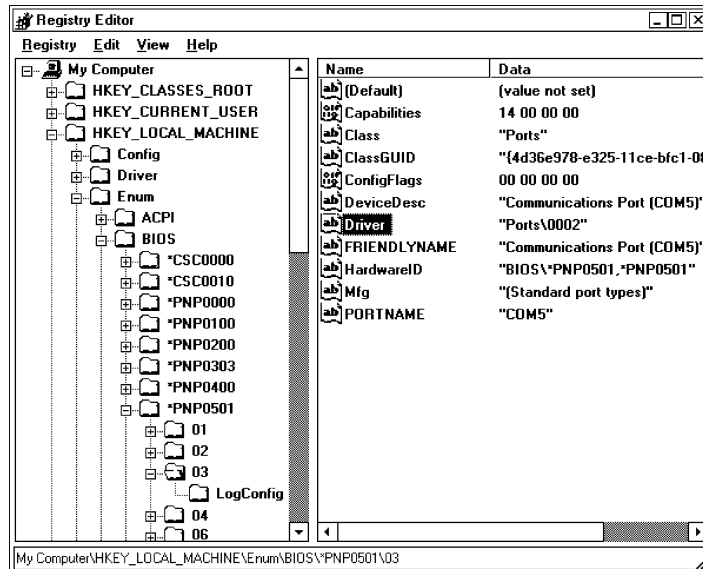 Registry Editor
Registry Edit View Help
My Computer
HKEY_CLASSES_ROOT
HKEY_CURRENT_USER
HKEY_LOCAL_MACHINE
Config
Driver
Enum
ACPI
BIOS
*CSC0000
*CSC0010
*PNP0000
*PNP0100
*PNP0200
*PNP0303
*PNP0400
*PNP0501
01
02
03
LogConfig
04
06
Name Data
(Default) (value not set)
Capabilities 14 00 00 00
Class "Ports"
ClassGUID "{4d36e978-e325-11ce-bfc1-08
ConfigFlags 00 00 00 00
DeviceDesc "Communications Port (COM5)"
Driver "Ports\0002"
FRIENDLYNAME "Communications Port (COM5)"
HardwareID "BIOS\*PNP0501,*PNP0501"
Mfg "(Standard port types)"
PORTNAME "COM5"
My Computer\HKEY_LOCAL_MACHINE\Enum\BIOS\*PNP0501\03